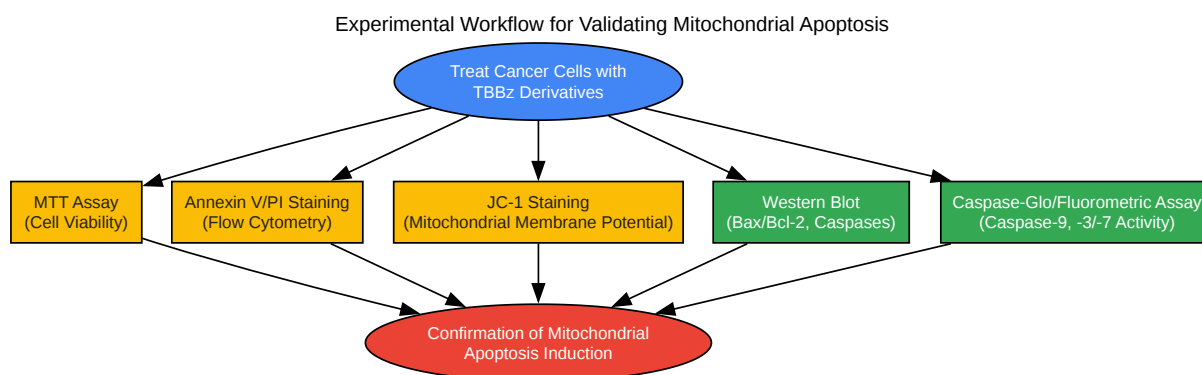 Experimental Workflow for Validating Mitochondrial Apoptosis
Treat Cancer Cells with
TBBz Derivatives
MTT Assay
(Cell Viability)
Annexin V/PI Staining
(Flow Cytometry)
JC-1 Staining
(Mitochondrial Membrane Potential)
Western Blot
(Bax/Bcl-2, Caspases)
Caspase-Glo/Fluorometric Assay
(Caspase-9, -3/-7 Activity)
Confirmation of Mitochondrial
Apoptosis Induction